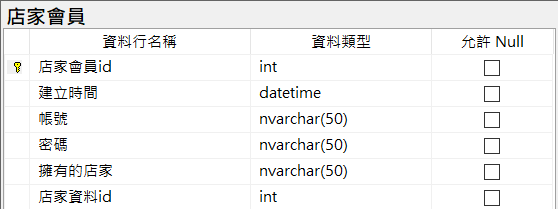 店家會員
資料行名稱 資料類型 允許 Null
店家會員id int
建立時間 datetime
帳號 nvarchar(50)
密碼 nvarchar(50)
擁有的店家 nvarchar(50)
店家資料id int